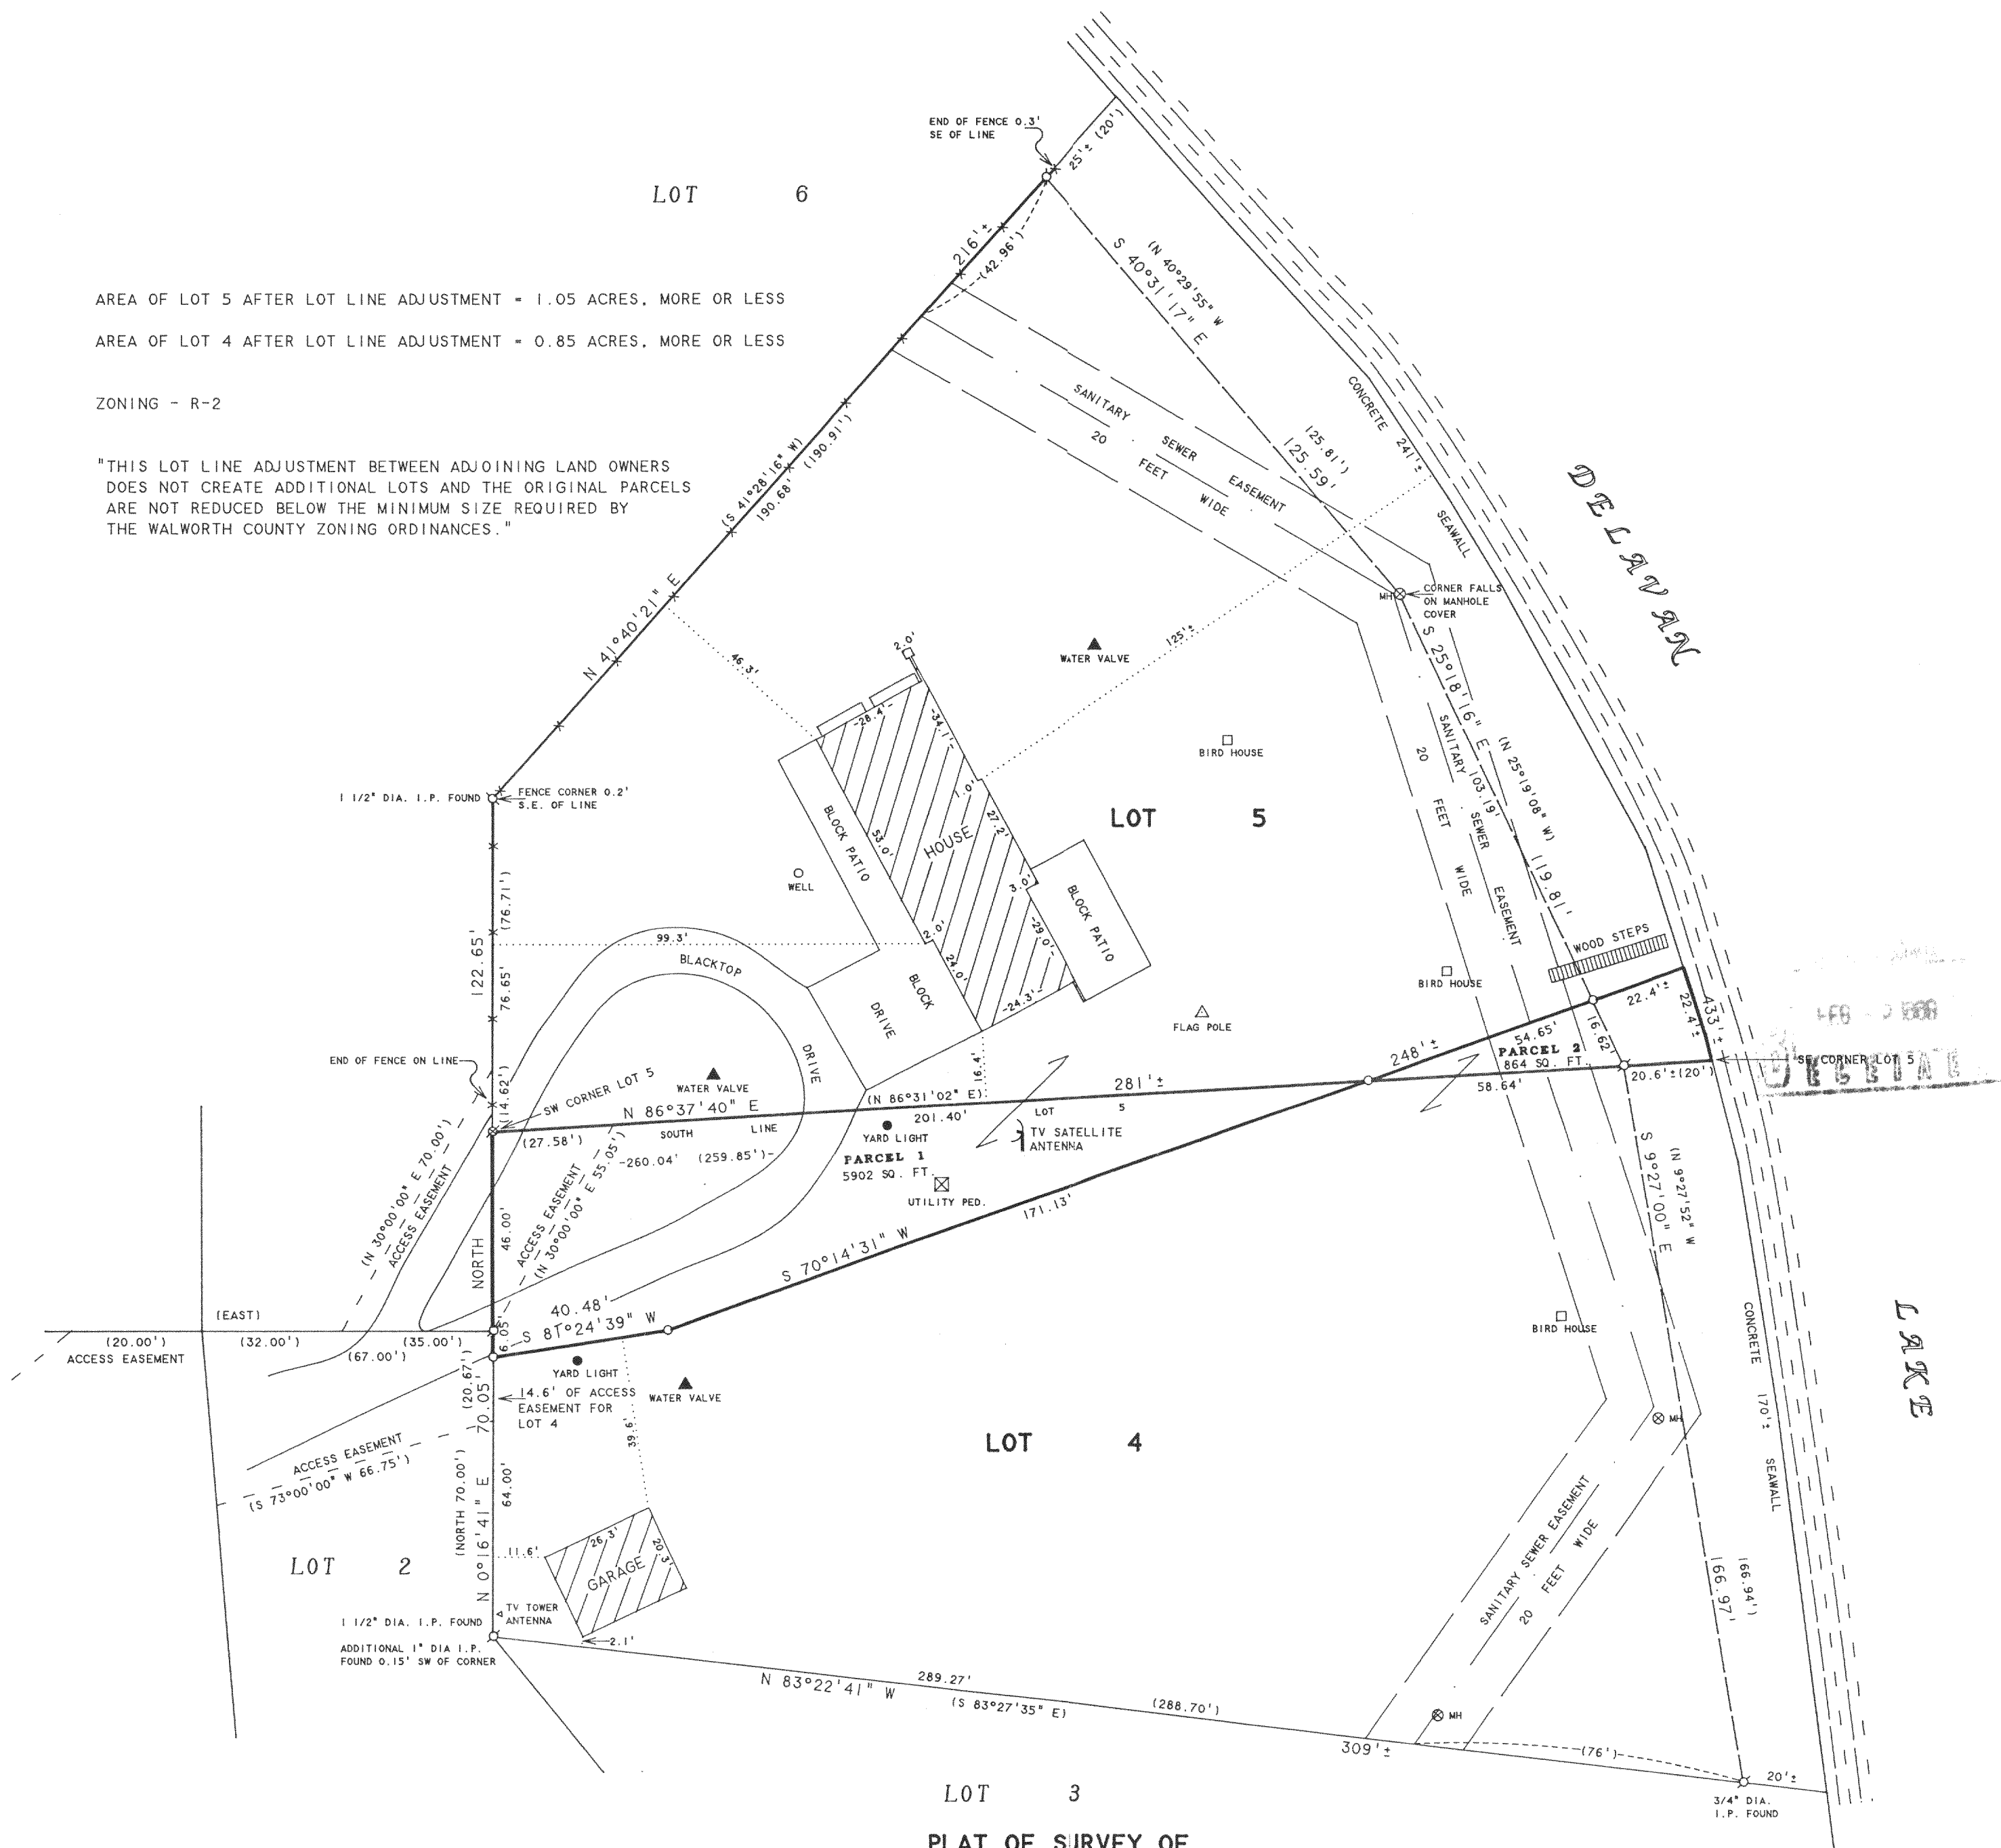 END OF FENCE 0.3'
SE OF LINE
25'± (20')
LOT 6
216'±
(42.96')
S 40°31'17" E
(N 40°29'55" W
AREA OF LOT 5 AFTER LOT LINE ADJUSTMENT = 1.05 ACRES, MORE OR LESS
AREA OF LOT 4 AFTER LOT LINE ADJUSTMENT = 0.85 ACRES, MORE OR LESS
ZONING - R-2
"THIS LOT LINE ADJUSTMENT BETWEEN ADJOINING LAND OWNERS
DOES NOT CREATE ADDITIONAL LOTS AND THE ORIGINAL PARCELS
ARE NOT REDUCED BELOW THE MINIMUM SIZE REQUIRED BY
THE WALWORTH COUNTY ZONING ORDINANCES."
(S 41°28'16" W)
190.68' (190.91')
N 41°40'21" E
SANITARY SEWER EASEMENT
20 FEET WIDE
125.81')
125.59'
CONCRETE 241'± SEAWALL
DELAVAN
MH
CORNER FALLS
ON MANHOLE
COVER
125'±
46.3'
2.0'
WATER VALVE
BIRD HOUSE
S 25°18'16" E 103.19'
(N 25°19'08" W) (19.81'
SANITARY SEWER EASEMENT
20 FEET WIDE
1 1/2" DIA. I.P. FOUND
FENCE CORNER 0.2'
S.E. OF LINE
-28.4'-
-34.1'-
1.0'
27.2'
53.0'
HOUSE
BLOCK PATIO
3.0'
-29.0'-
2.0'
24.0'
-24.3'-
BLOCK PATIO
LOT 5
WELL
(76.71')
122.65'
76.65'
99.3'
BLACKTOP
DRIVE
BLOCK
DRIVE
BIRD HOUSE
WOOD STEPS
FLAG POLE
22.4'±
22.4'±
433'±
FEB
RECEIVE
END OF FENCE ON LINE
(14.62')
SW CORNER LOT 5
WATER VALVE
16.4'
248'±
54.65'
16.62'
PARCEL 2
864 SQ. FT.
SE CORNER LOT 5
20.6'±(20')
58.64'
N 86°37'40" E
(N 86°31'02" E)
281'±
201.40'
(27.58')
SOUTH LINE LOT 5
-260.04' (259.85')-
YARD LIGHT
TV SATELLITE
ANTENNA
PARCEL 1
5902 SQ. FT.
UTILITY PED.
(N 30°00'00" E 70.00')
ACCESS EASEMENT
ACCESS EASEMENT
(N 30°00'00" E 55.05')
NORTH
46.00'
S 70°14'31" W
171.13'
S 9°27'00" E
(N 9°27'52" W
(EAST)
(20.00')
ACCESS EASEMENT
(32.00')
(35.00')
(67.00')
6.05'
40.48'
S 81°24'39" W
BIRD HOUSE
CONCRETE 170'± SEAWALL
LAKE
(20.67')
70.05'
14.6' OF ACCESS
EASEMENT FOR
LOT 4
YARD LIGHT
WATER VALVE
39.6'
MH
LOT 4
ACCESS EASEMENT
(S 73°00'00" W 66.75')
(NORTH 70.00')
N 0°16'41" E
64.00'
11.6'
26.3'
20.3'
GARAGE
2.1'
LOT 2
SANITARY SEWER EASEMENT
20 FEET WIDE
166.94')
166.97'
TV TOWER
ANTENNA
1 1/2" DIA. I.P. FOUND
ADDITIONAL 1" DIA I.P.
FOUND 0.15' SW OF CORNER
N 83°22'41" W
289.27'
(S 83°27'35" E)
(288.70')
MH
309'±
(76')
20'±
3/4" DIA.
I.P. FOUND
LOT 3
PLAT OF SURVEY OF